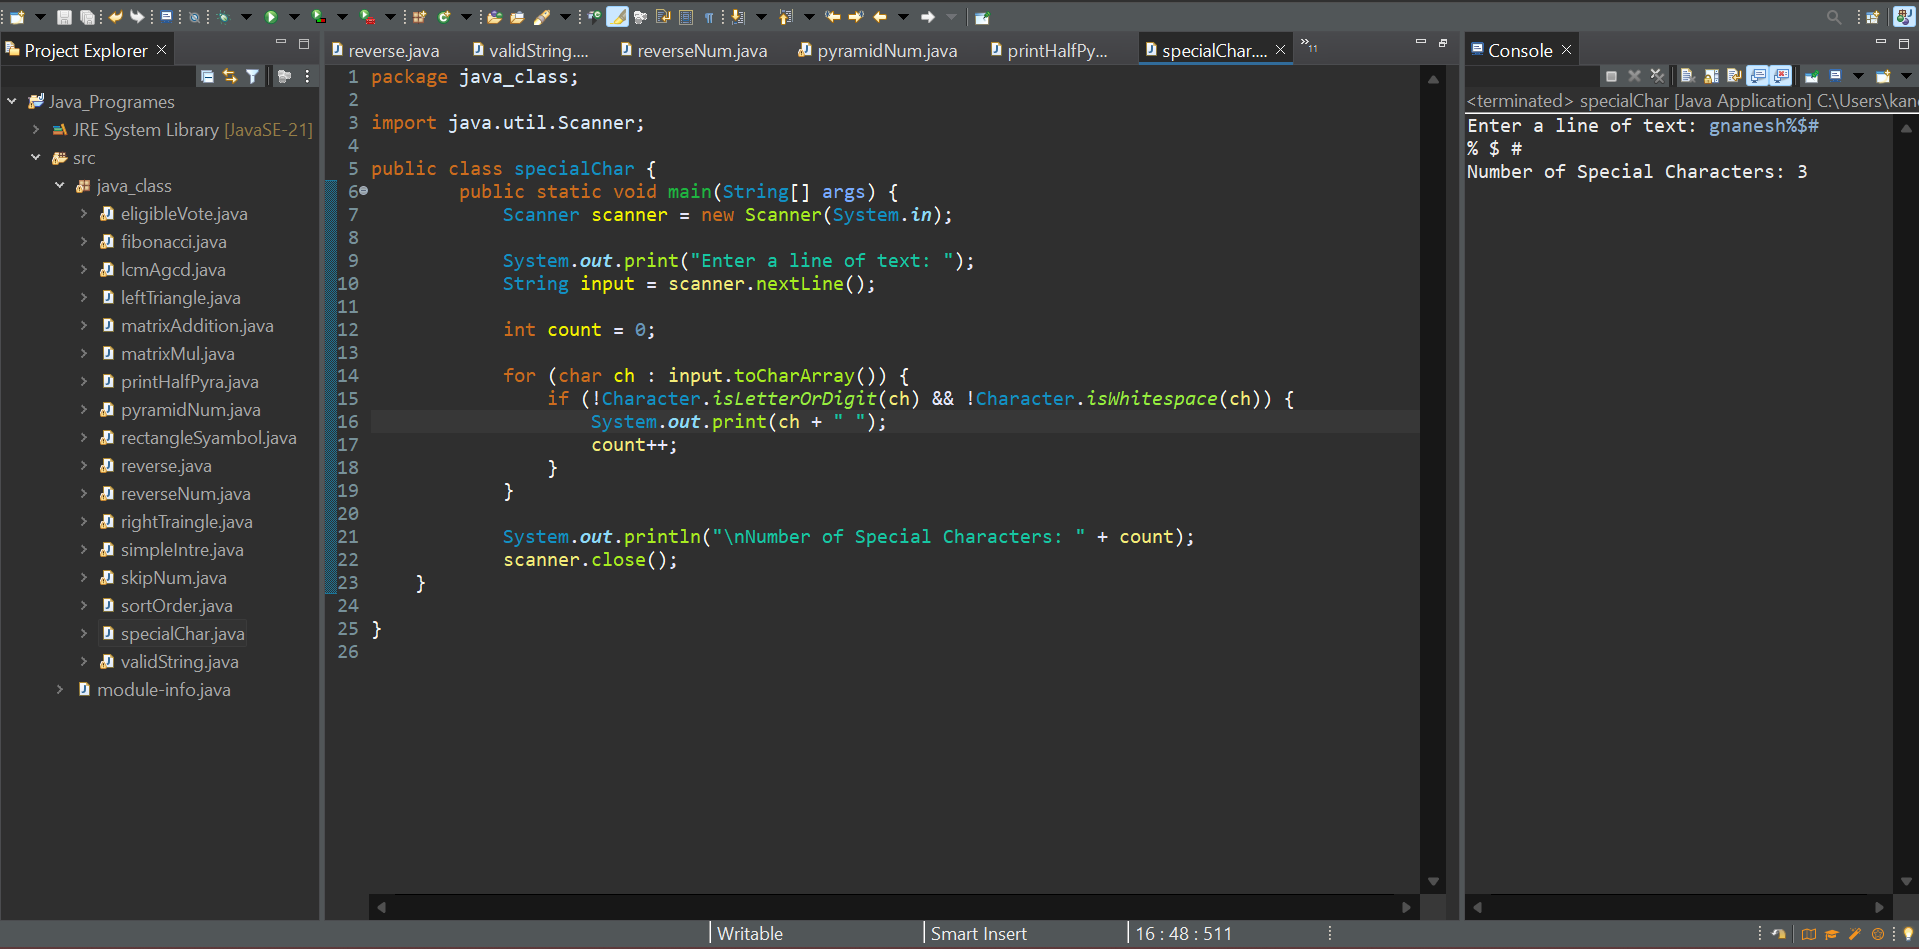 Project Explorer
Java_Programes
JRE System Library [JavaSE-21]
src
java_class
eligibleVote.java
fibonacci.java
lcmAgcd.java
leftTriangle.java
matrixAddition.java
matrixMul.java
printHalfPyra.java
pyramidNum.java
rectangleSyambol.java
reverse.java
reverseNum.java
rightTraingle.java
simpleIntre.java
skipNum.java
sortOrder.java
specialChar.java
validString.java
module-info.java
reverse.java validString.... reverseNum.java pyramidNum.java printHalfPy... specialChar.... »11
1 package java_class;
2
3 import java.util.Scanner;
4
5 public class specialChar {
6 public static void main(String[] args) {
7 Scanner scanner = new Scanner(System.in);
8
9 System.out.print("Enter a line of text: ");
10 String input = scanner.nextLine();
11
12 int count = 0;
13
14 for (char ch : input.toCharArray()) {
15 if (!Character.isLetterOrDigit(ch) && !Character.isWhitespace(ch)) {
16 System.out.print(ch + " ");
17 count++;
18 }
19 }
20
21 System.out.println("\nNumber of Special Characters: " + count);
22 scanner.close();
23 }
24
25 }
26
Console
<terminated> specialChar [Java Application] C:\Users\kan
Enter a line of text: gnanesh%$#
% $ #
Number of Special Characters: 3
Writable Smart Insert 16 : 48 : 511